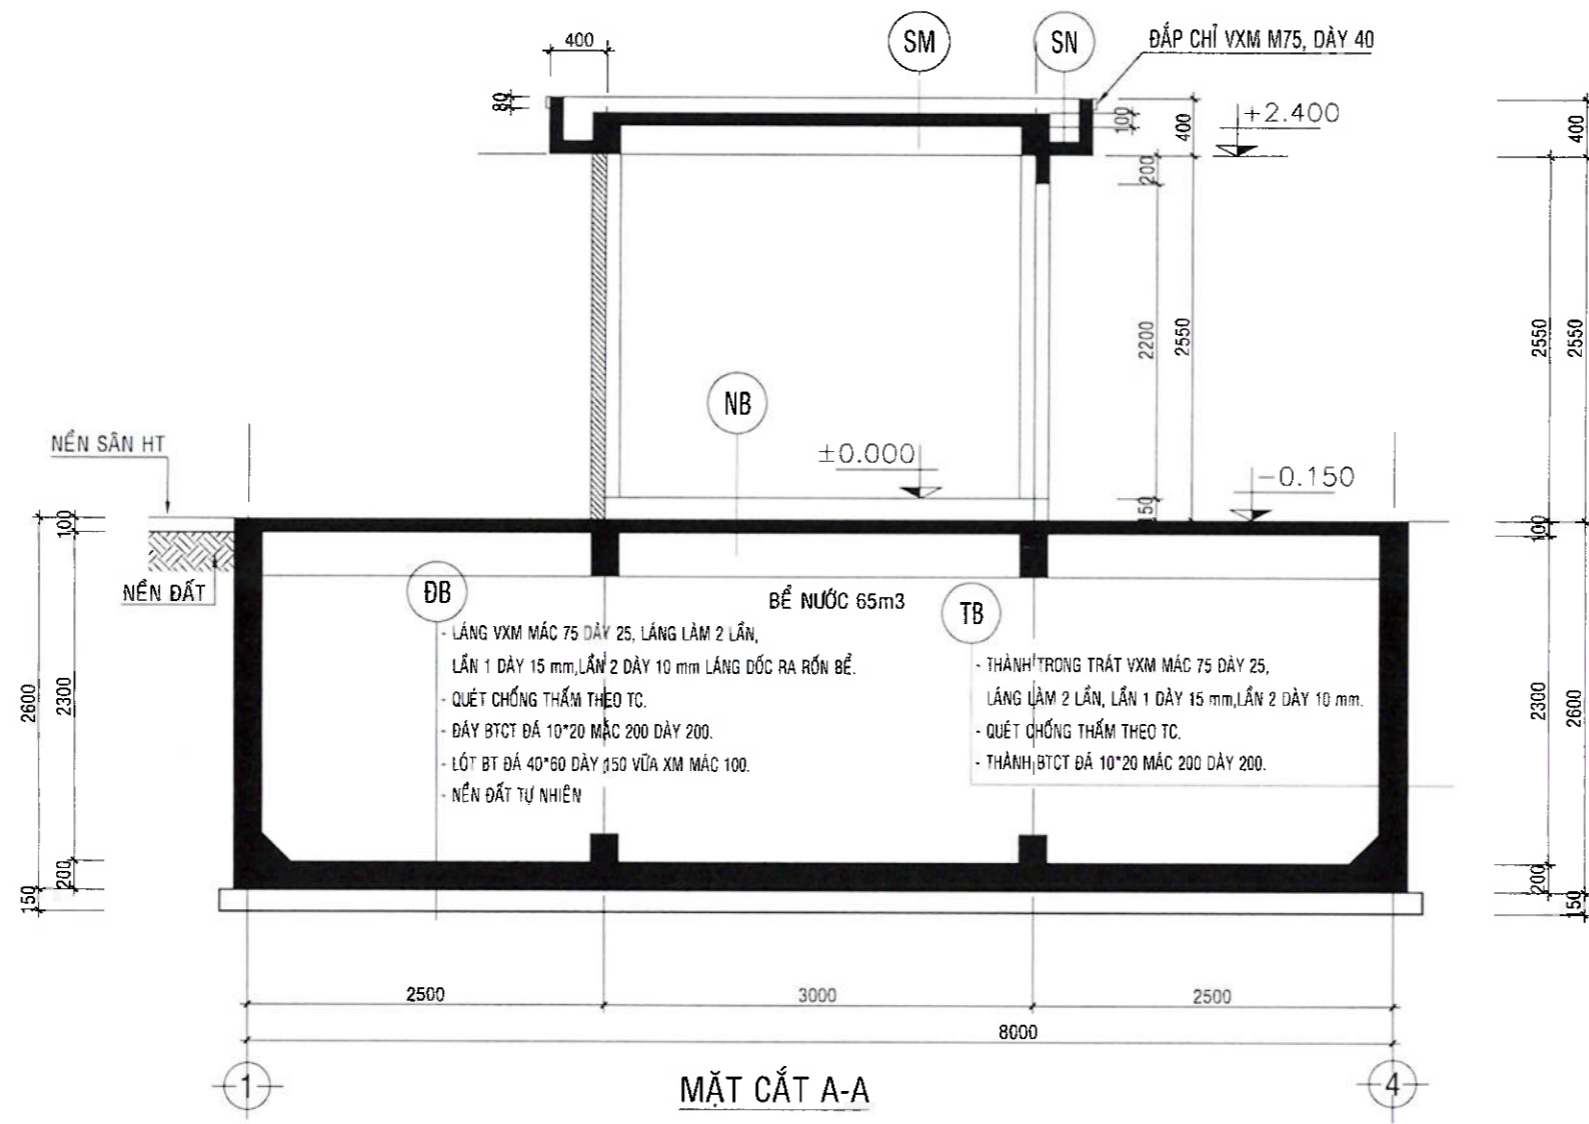 400
SM
SN
ĐẮP CHỈ VXM M75, DÀY 40
80
100
400
+2.400
400
200
2200
2550
2550
2550
NB
NỀN SÂN HT
±0.000
-0.150
150
100
100
NỀN ĐẤT
ĐB
BỂ NƯỚC 65m3
TB
- LÁNG VXM MÁC 75 DÀY 25, LÁNG LÀM 2 LẦN,
LẦN 1 DÀY 15 mm,LẦN 2 DÀY 10 mm LÁNG DỐC RA RỐN BỂ.
- QUÉT CHỐNG THẤM THEO TC.
- ĐÁY BTCT ĐÁ 10*20 MÁC 200 DÀY 200.
- LÓT BT ĐÁ 40*60 DÀY 150 VỮA XM MÁC 100.
- NỀN ĐẤT TỰ NHIÊN
- THÀNH TRONG TRÁT VXM MÁC 75 DÀY 25,
LÁNG LÀM 2 LẦN, LẦN 1 DÀY 15 mm,LẦN 2 DÀY 10 mm.
- QUÉT CHỐNG THẤM THEO TC.
- THÀNH BTCT ĐÁ 10*20 MÁC 200 DÀY 200.
2600
2300
2300
2600
200
150
200
150
2500
3000
2500
8000
1
MẶT CẮT A-A
4